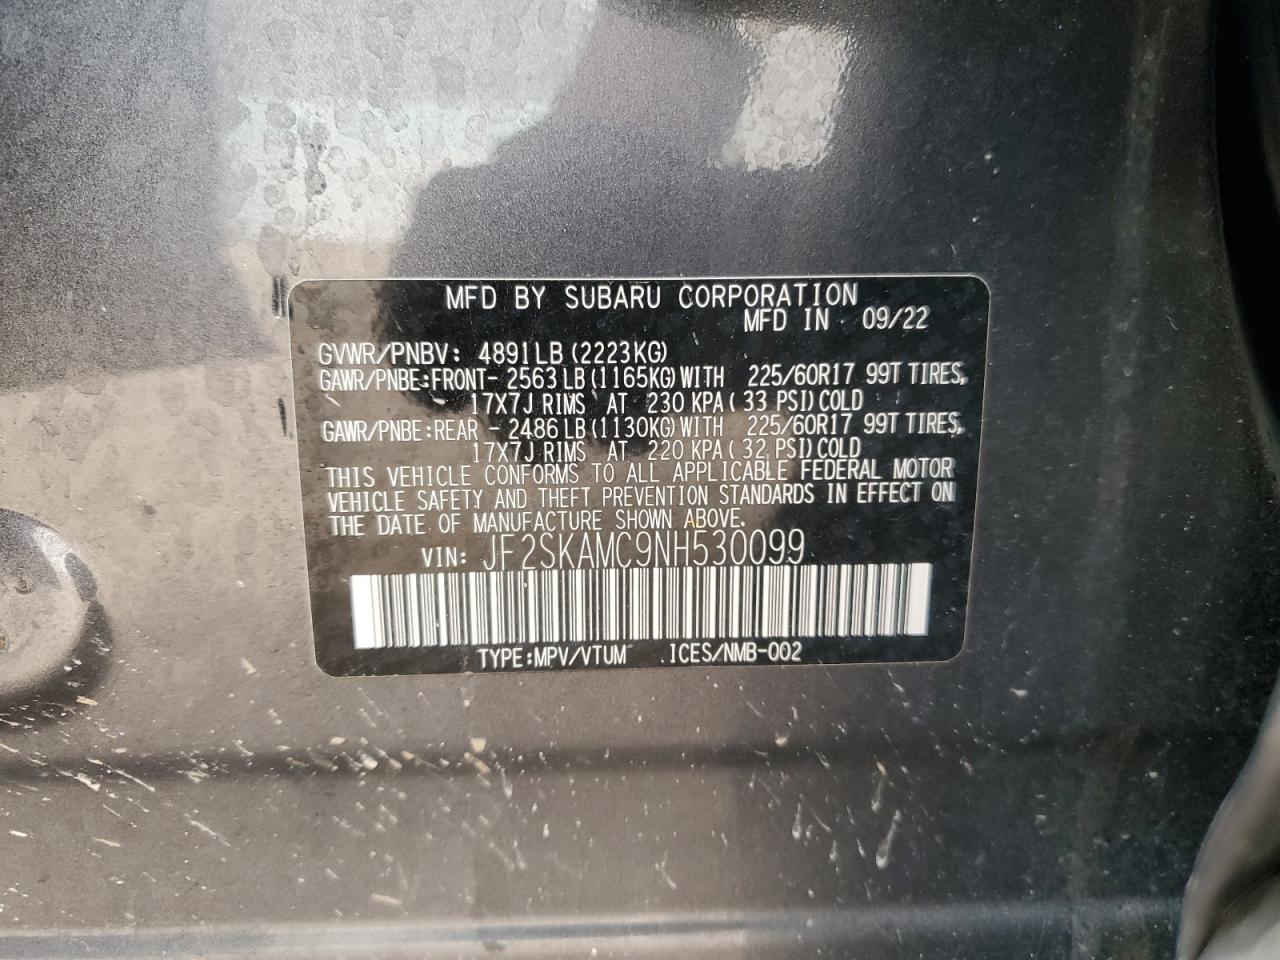 MFD BY SUBARU CORPORATION
MFD IN 09/22
GVWR/PNBV: 4891LB (2223KG)
GAWR/PNBE:FRONT- 2563LB (1165KG) WITH 225/60R17 99T TIRES,
17X7J RIMS AT 230 KPA ( 33 PSI) COLD
GAWR/PNBE:REAR - 2486LB (1130KG) WITH 225/60R17 99T TIRES,
17X7J RIMS AT 220 KPA ( 32 PSI) COLD
THIS VEHICLE CONFORMS TO ALL APPLICABLE FEDERAL MOTOR
VEHICLE SAFETY AND THEFT PREVENTION STANDARDS IN EFFECT ON
THE DATE OF MANUFACTURE SHOWN ABOVE.
VIN: JF2SKAMC9NH530099
TYPE:MPV/VTUM ICES/NMB-002